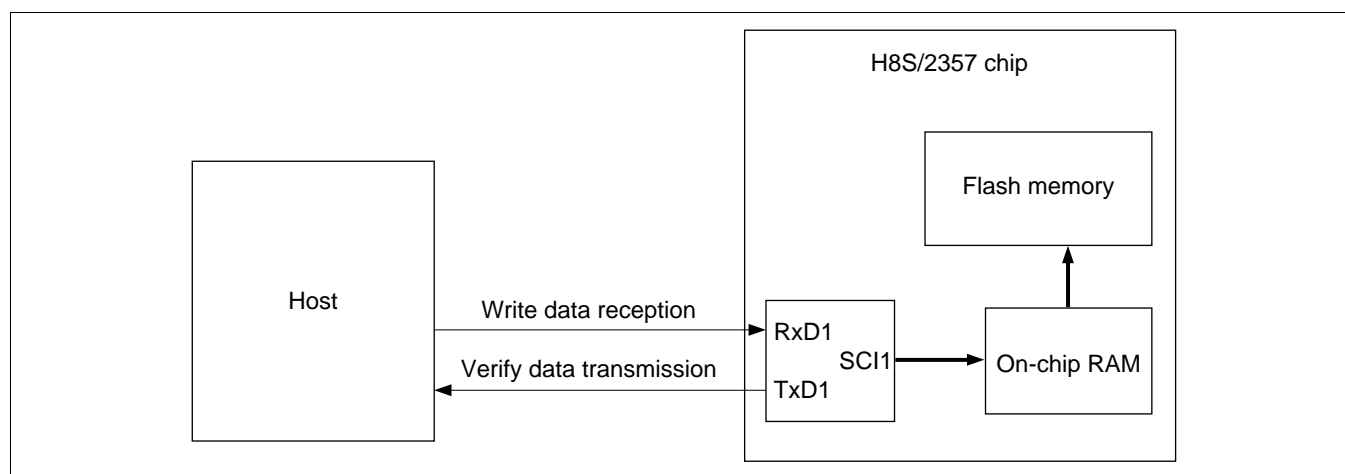 H8S/2357 chip
Flash memory
Host
Write data reception
RxD1
SCI1
On-chip RAM
Verify data transmission
TxD1